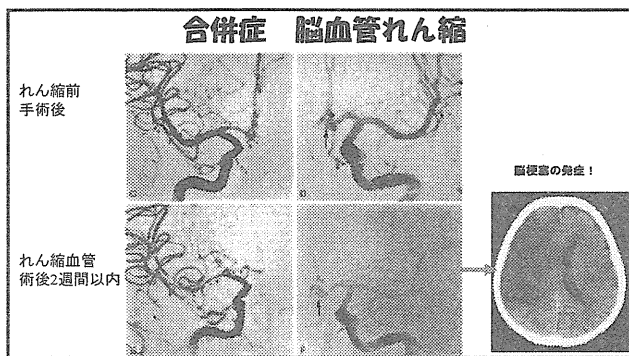 合併症　脳血管れん縮
れん縮前
手術後
脳梗塞の発症！
れん縮血管
術後2週間以内